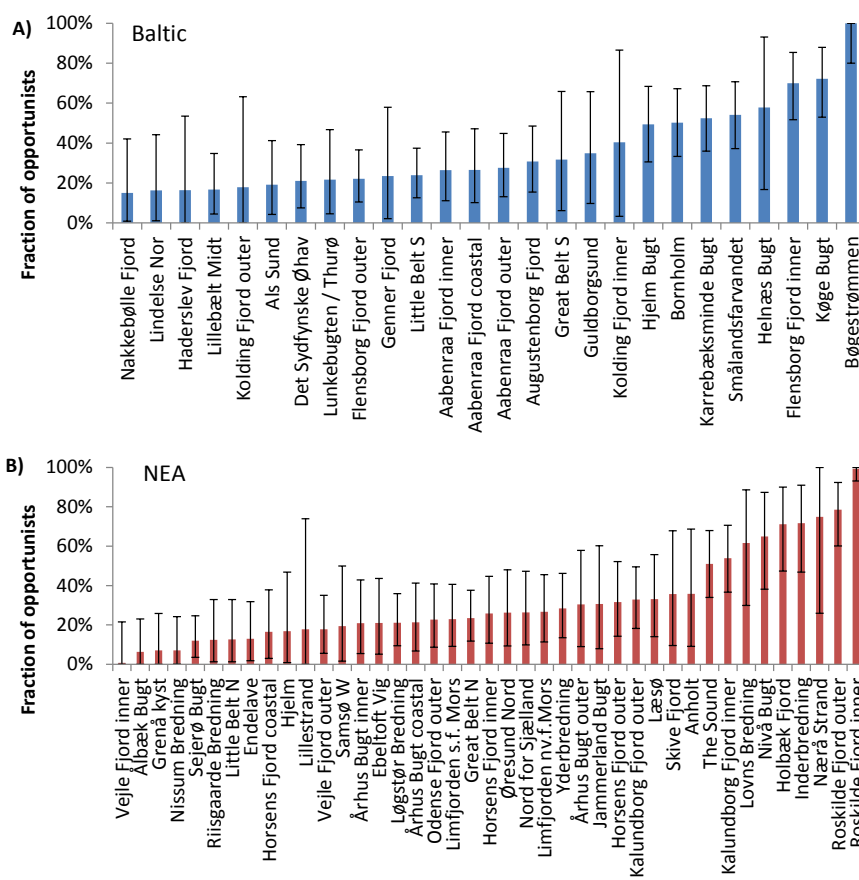 A)
Baltic
Fraction of opportunists
100%
80%
60%
40%
20%
0%
Nakkebølle Fjord
Lindelse Nor
Haderslev Fjord
Lillebælt Midt
Kolding Fjord outer
Als Sund
Det Sydfynske Øhav
Lunkebugten / Thurø
Flensborg Fjord outer
Genner Fjord
Little Belt S
Aabenraa Fjord inner
Aabenraa Fjord coastal
Aabenraa Fjord outer
Augustenborg Fjord
Great Belt S
Guldborgsund
Kolding Fjord inner
Hjelm Bugt
Bornholm
Karrebæksminde Bugt
Smålandsfarvandet
Helnæs Bugt
Flensborg Fjord inner
Køge Bugt
Bøgestrømmen
B)
NEA
Fraction of opportunists
100%
80%
60%
40%
20%
0%
Vejle Fjord inner
Ålbæk Bugt
Grenå kyst
Nissum Bredning
Sejerø Bugt
Riisgaarde Bredning
Little Belt N
Endelave
Horsens Fjord coastal
Hjelm
Lillestrand
Vejle Fjord outer
Samsø W
Århus Bugt inner
Ebeltoft Vig
Løgstør Bredning
Århus Bugt coastal
Odense Fjord outer
Limfjorden s.f. Mors
Great Belt N
Horsens Fjord inner
Øresund Nord
Nord for Sjælland
Limfjorden nv.f.Mors
Yderbredning
Århus Bugt outer
Jammerland Bugt
Horsens Fjord outer
Kalundborg Fjord outer
Læsø
Skive Fjord
Anholt
The Sound
Kalundborg Fjord inner
Lovns Bredning
Nivå Bugt
Holbæk Fjord
Inderbredning
Nærå Strand
Roskilde Fjord outer
Roskilde Fjord inner